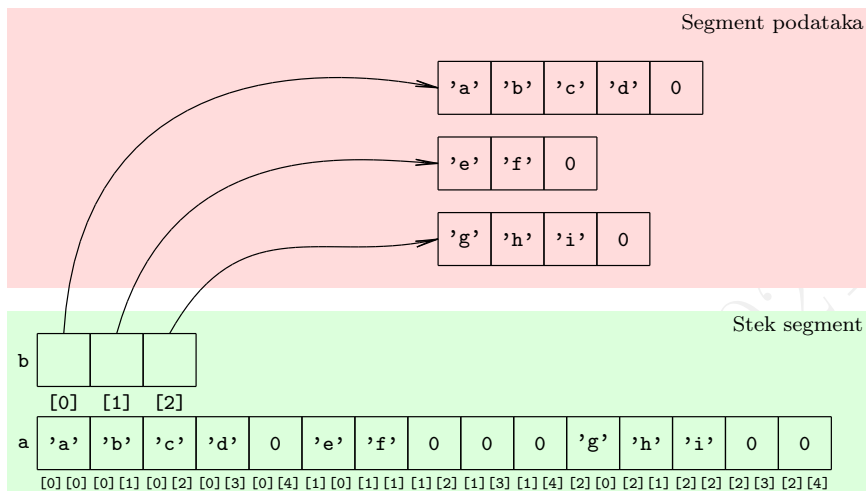 Segment podataka
'a' 'b' 'c' 'd' 0
'e' 'f' 0
'g' 'h' 'i' 0
Stek segment
b
[0] [1] [2]
a 'a' 'b' 'c' 'd' 0 'e' 'f' 0 0 0 'g' 'h' 'i' 0 0
[0][0] [0][1] [0][2] [0][3] [0][4] [1][0] [1][1] [1][2] [1][3] [1][4] [2][0] [2][1] [2][2] [2][3] [2][4]